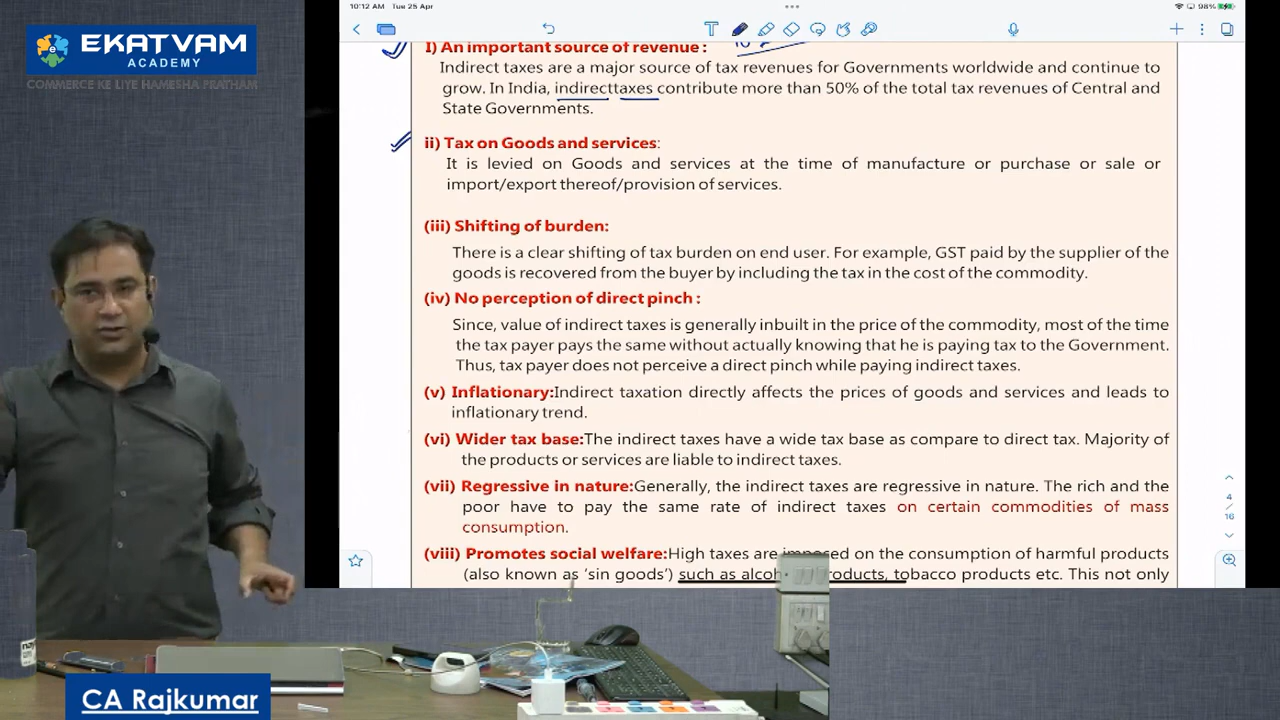 10:12 AM Tue 25 Apr
98%
EKATVAM
ACADEMY
COMMERCE KE LIYE HAMESHA PRATHAM
I) An important source of revenue :
Indirect taxes are a major source of tax revenues for Governments worldwide and continue to
grow. In India, indirecttaxes contribute more than 50% of the total tax revenues of Central and
State Governments.
ii) Tax on Goods and services:
It is levied on Goods and services at the time of manufacture or purchase or sale or
import/export thereof/provision of services.
(iii) Shifting of burden:
There is a clear shifting of tax burden on end user. For example, GST paid by the supplier of the
goods is recovered from the buyer by including the tax in the cost of the commodity.
(iv) No perception of direct pinch :
Since, value of indirect taxes is generally inbuilt in the price of the commodity, most of the time
the tax payer pays the same without actually knowing that he is paying tax to the Government.
Thus, tax payer does not perceive a direct pinch while paying indirect taxes.
(v) Inflationary:Indirect taxation directly affects the prices of goods and services and leads to
inflationary trend.
(vi) Wider tax base:The indirect taxes have a wide tax base as compare to direct tax. Majority of
the products or services are liable to indirect taxes.
(vii) Regressive in nature:Generally, the indirect taxes are regressive in nature. The rich and the
poor have to pay the same rate of indirect taxes on certain commodities of mass
consumption.
(viii) Promotes social welfare:High taxes are imposed on the consumption of harmful products
(also known as 'sin goods') such as alcoh roducts, tobacco products etc. This not only
4
/
16
CA Rajkumar